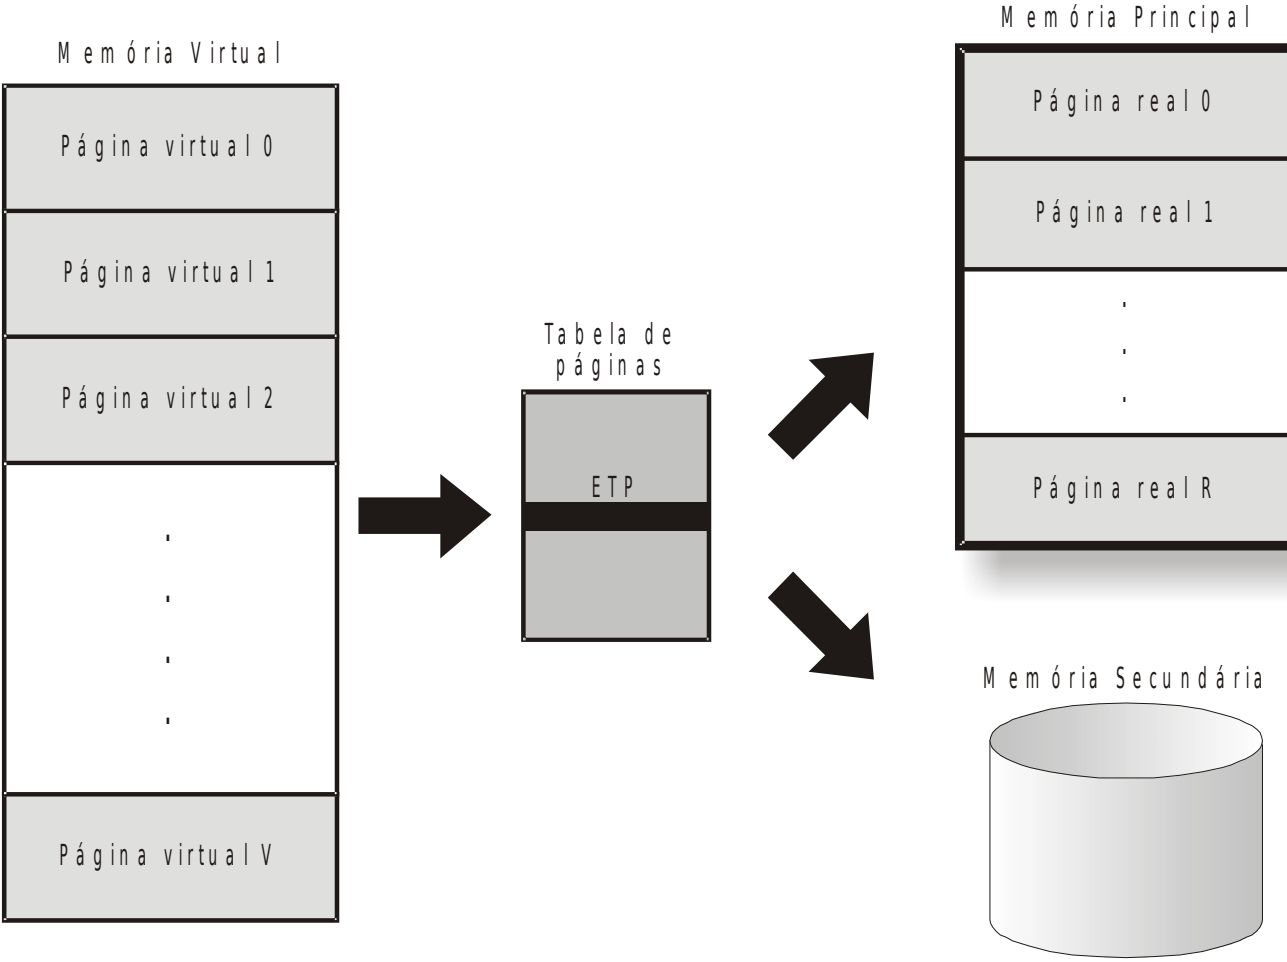 Memória Virtual
Página virtual 0
Página virtual 1
Página virtual 2
.
.
.
.
Página virtual V
Tabela de
páginas
ETP
Memória Principal
Página real 0
Página real 1
.
.
.
Página real R
Memória Secundária